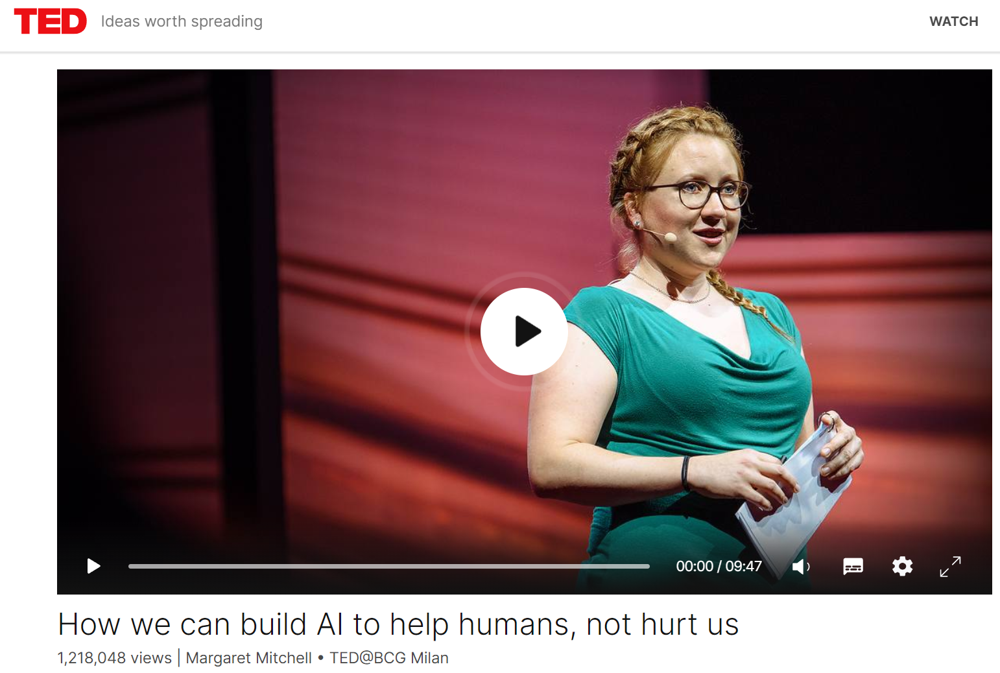 TED Ideas worth spreading WATCH
00:00 / 09:47
How we can build AI to help humans, not hurt us
1,218,048 views | Margaret Mitchell • TED@BCG Milan